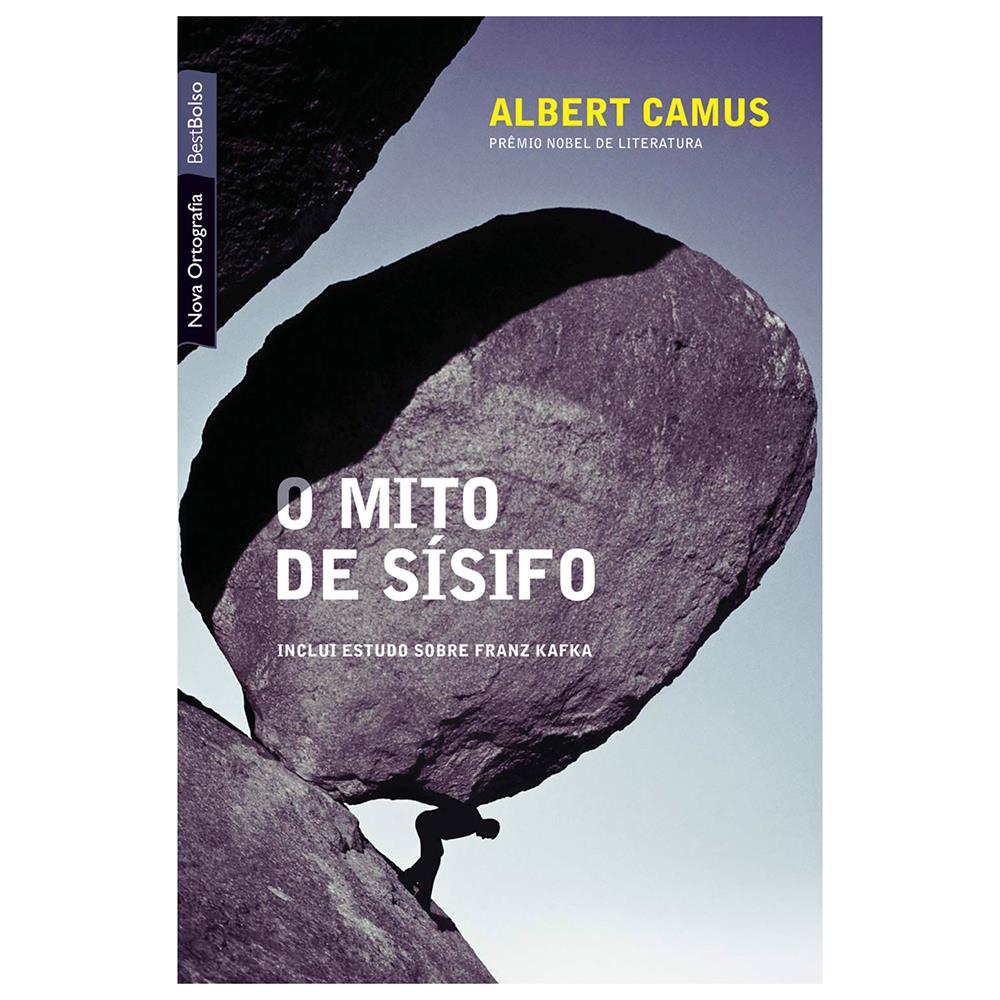 ALBERT CAMUS
PRÊMIO NOBEL DE LITERATURA
BestBolso
Nova Ortografia
O MITO
DE SÍSIFO
INCLUI ESTUDO SOBRE FRANZ KAFKA